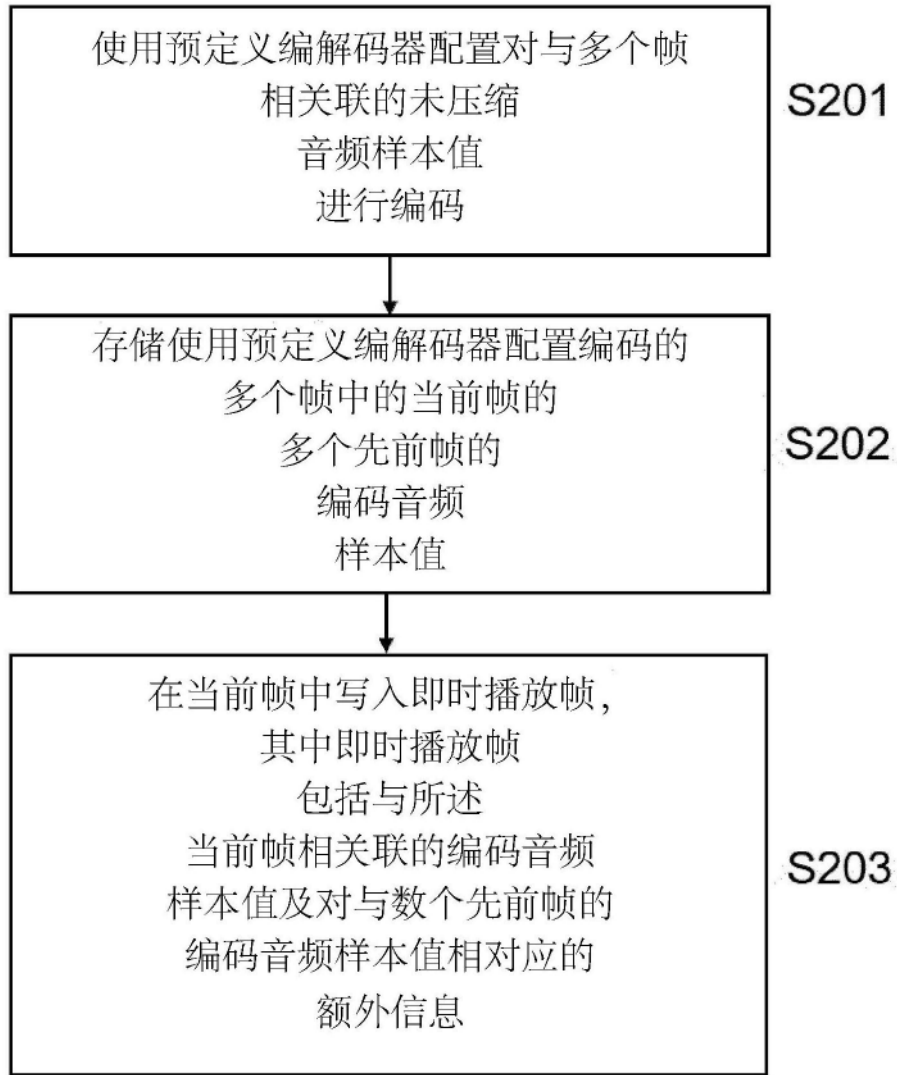 使用预定义编解码器配置对与多个帧
相关联的未压缩
音频样本值
进行编码
S201
存储使用预定义编解码器配置编码的
多个帧中的当前帧的
多个先前帧的
编码音频
样本值
S202
在当前帧中写入即时播放帧，
其中即时播放帧
包括与所述
当前帧相关联的编码音频
样本值及对与数个先前帧的
编码音频样本值相对应的
额外信息
S203